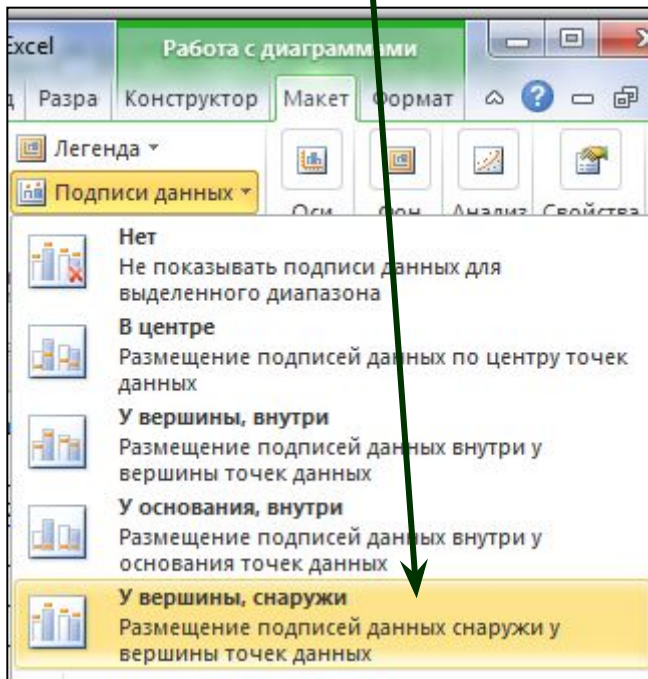 Excel Работа с диаграммами
Разра Конструктор Макет Формат
Легенда
Подписи данных Оси Фон Анализ Свойства
Нет
Не показывать подписи данных для
выделенного диапазона
В центре
Размещение подписей данных по центру точек
данных
У вершины, внутри
Размещение подписей данных внутри у
вершины точек данных
У основания, внутри
Размещение подписей данных внутри у
основания точек данных
У вершины, снаружи
Размещение подписей данных снаружи у
вершины точек данных